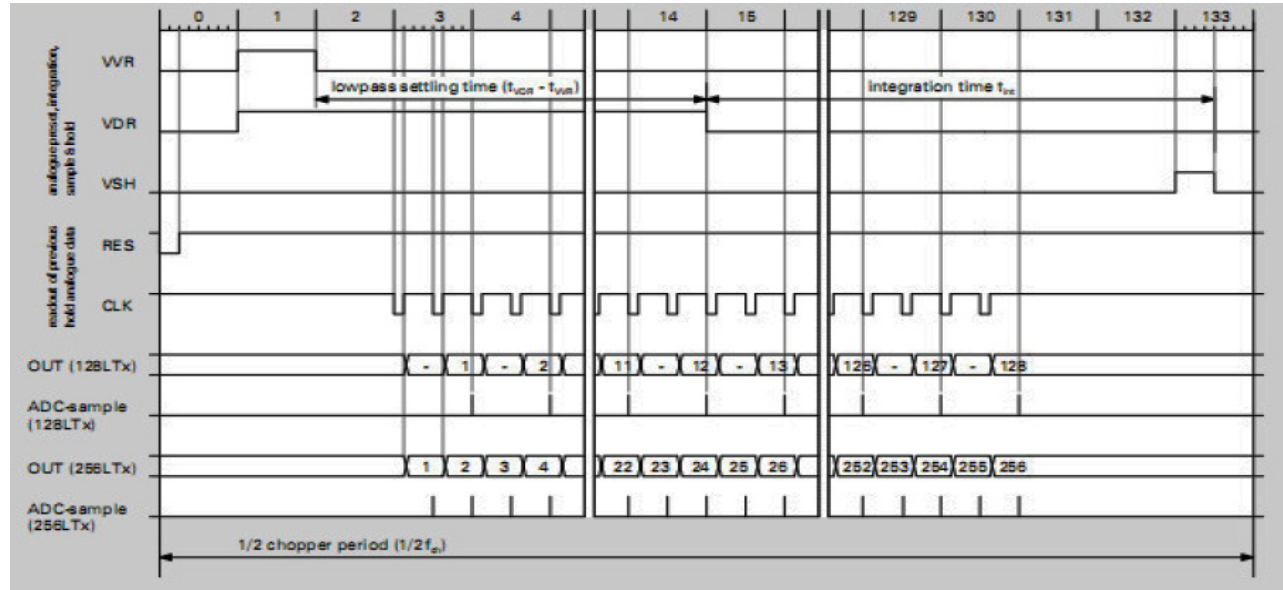 0 1 2 3 4 14 15 129 130 131 132 133
analogue preset, integration,
sample & hold
VVR
lowpass settling time (tVDR - tVVR)
integration time tint
VDR
VSH
readout of previous
hold analogue data
RES
CLK
OUT (128LTx)
- 1 - 2 11 - 12 - 13 126 - 127 - 128
ADC-sample
(128LTx)
OUT (256LTx)
1 2 3 4 22 23 24 25 26 252 253 254 255 256
ADC-sample
(256LTx)
1/2 chopper period (1/2fch)